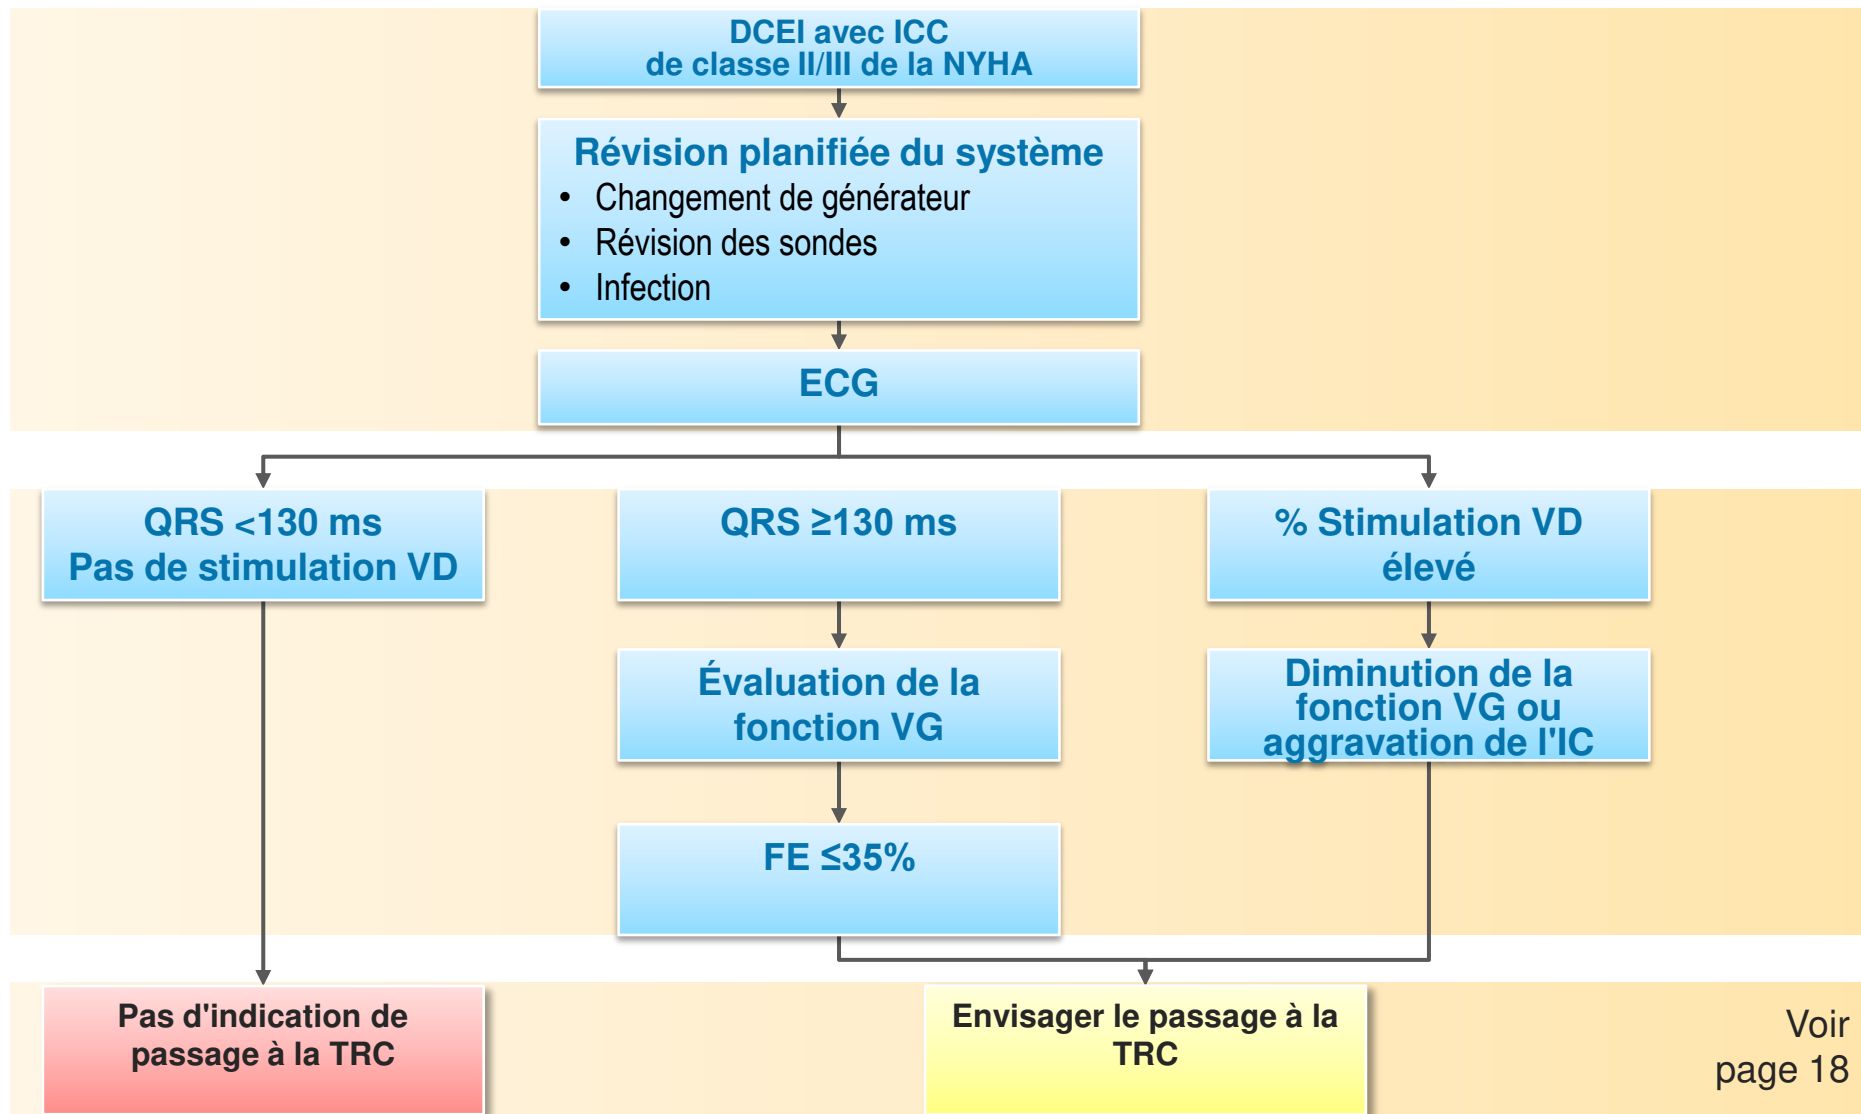 DCEI avec ICC
de classe II/III de la NYHA
Révision planifiée du système
• Changement de générateur
• Révision des sondes
• Infection
ECG
QRS <130 ms
Pas de stimulation VD
QRS ≥130 ms
% Stimulation VD
élevé
Évaluation de la
fonction VG
Diminution de la
fonction VG ou
aggravation de l'IC
FE ≤35%
Pas d'indication de
passage à la TRC
Envisager le passage à la
TRC
Voir
page 18